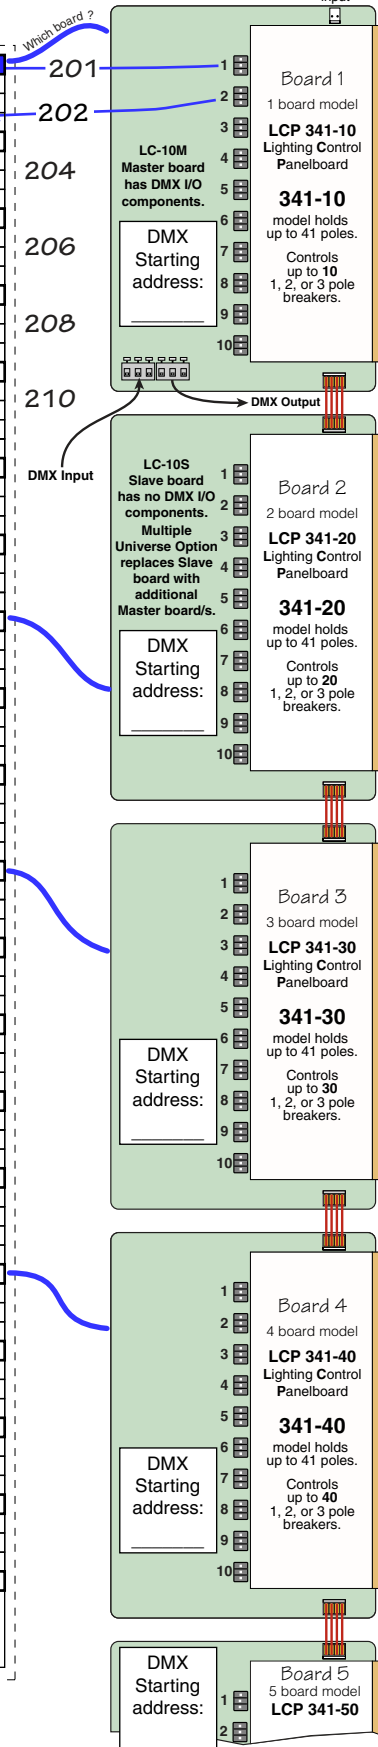 Input
Which board ?
201
202
204
206
208
210
1
2
3
4
5
6
7
8
9
10
LC-10M
Master board
has DMX I/O
components.
DMX
Starting
address:
Board 1
1 board model
LCP 341-10
Lighting Control
Panelboard
341-10
model holds
up to 41 poles.
Controls
up to 10
1, 2, or 3 pole
breakers.
DMX Output
DMX Input
LC-10S
Slave board
has no DMX I/O
components.
Multiple
Universe Option
replaces Slave
board with
additional
Master board/s.
DMX
Starting
address:
1
2
3
4
5
6
7
8
9
10
Board 2
2 board model
LCP 341-20
Lighting Control
Panelboard
341-20
model holds
up to 41 poles.
Controls
up to 20
1, 2, or 3 pole
breakers.
1
2
3
4
5
6
7
8
9
10
DMX
Starting
address:
Board 3
3 board model
LCP 341-30
Lighting Control
Panelboard
341-30
model holds
up to 41 poles.
Controls
up to 30
1, 2, or 3 pole
breakers.
1
2
3
4
5
6
7
8
9
10
DMX
Starting
address:
Board 4
4 board model
LCP 341-40
Lighting Control
Panelboard
341-40
model holds
up to 41 poles.
Controls
up to 40
1, 2, or 3 pole
breakers.
DMX
Starting
address:
1
2
Board 5
5 board model
LCP 341-50